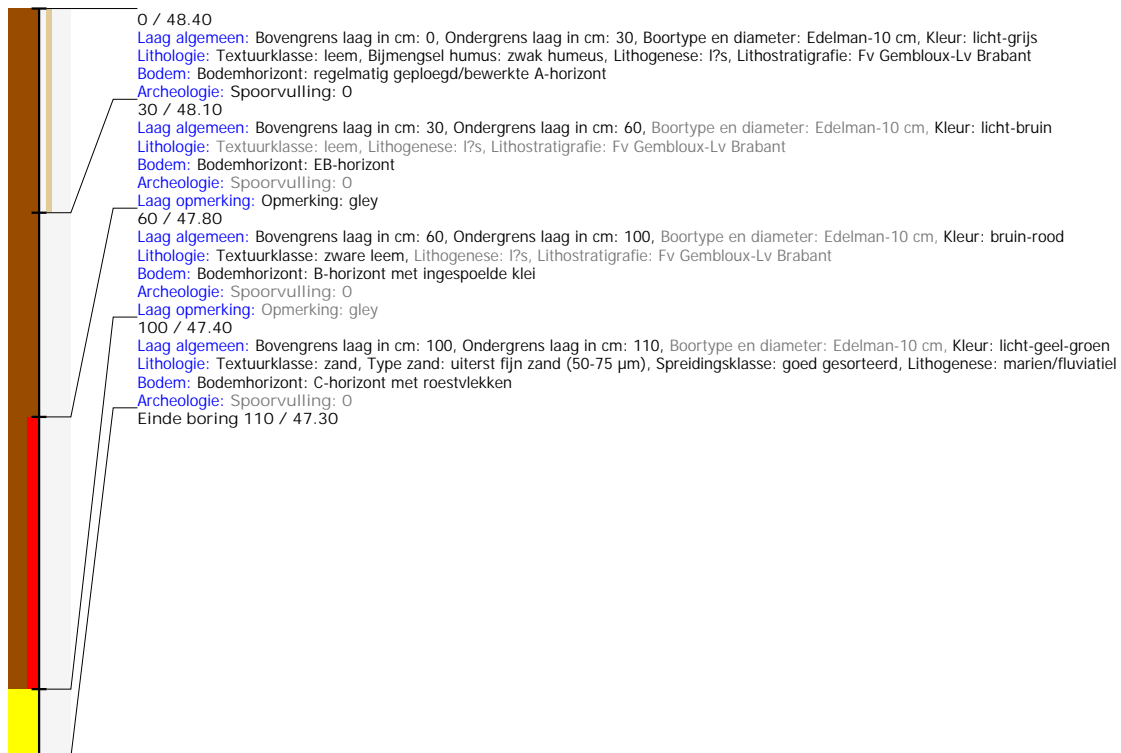 0 / 48.40
Laag algemeen: Bovengrens laag in cm: 0, Ondergrens laag in cm: 30, Boortype en diameter: Edelman-10 cm, Kleur: licht-grijs
Lithologie: Textuurklasse: leem, Bijmengsel humus: zwak humeus, Lithogenese: l?s, Lithostratigrafie: Fv Gembloux-Lv Brabant
Bodem: Bodemhorizont: regelmatig geploegd/bewerkte A-horizont
Archeologie: Spoorvulling: 0
30 / 48.10
Laag algemeen: Bovengrens laag in cm: 30, Ondergrens laag in cm: 60, Boortype en diameter: Edelman-10 cm, Kleur: licht-bruin
Lithologie: Textuurklasse: leem, Lithogenese: l?s, Lithostratigrafie: Fv Gembloux-Lv Brabant
Bodem: Bodemhorizont: EB-horizont
Archeologie: Spoorvulling: 0
Laag opmerking: Opmerking: gley
60 / 47.80
Laag algemeen: Bovengrens laag in cm: 60, Ondergrens laag in cm: 100, Boortype en diameter: Edelman-10 cm, Kleur: bruin-rood
Lithologie: Textuurklasse: zware leem, Lithogenese: l?s, Lithostratigrafie: Fv Gembloux-Lv Brabant
Bodem: Bodemhorizont: B-horizont met ingespoelde klei
Archeologie: Spoorvulling: 0
Laag opmerking: Opmerking: gley
100 / 47.40
Laag algemeen: Bovengrens laag in cm: 100, Ondergrens laag in cm: 110, Boortype en diameter: Edelman-10 cm, Kleur: licht-geel-groen
Lithologie: Textuurklasse: zand, Type zand: uiterst fijn zand (50-75 µm), Spreidingsklasse: goed gesorteerd, Lithogenese: marien/fluviatiel
Bodem: Bodemhorizont: C-horizont met roestvlekken
Archeologie: Spoorvulling: 0
Einde boring 110 / 47.30